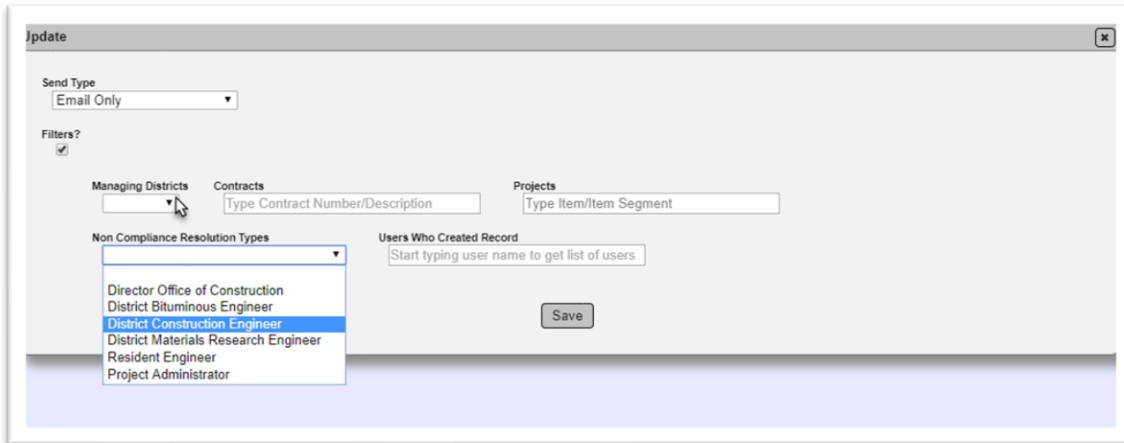 Update
Send Type
Email Only
Filters?
Managing Districts Contracts Projects
Type Contract Number/Description Type Item/Item Segment
Non Compliance Resolution Types Users Who Created Record
Start typing user name to get list of users
Director Office of Construction
District Bituminous Engineer
Save
District Construction Engineer
District Materials Research Engineer
Resident Engineer
Project Administrator